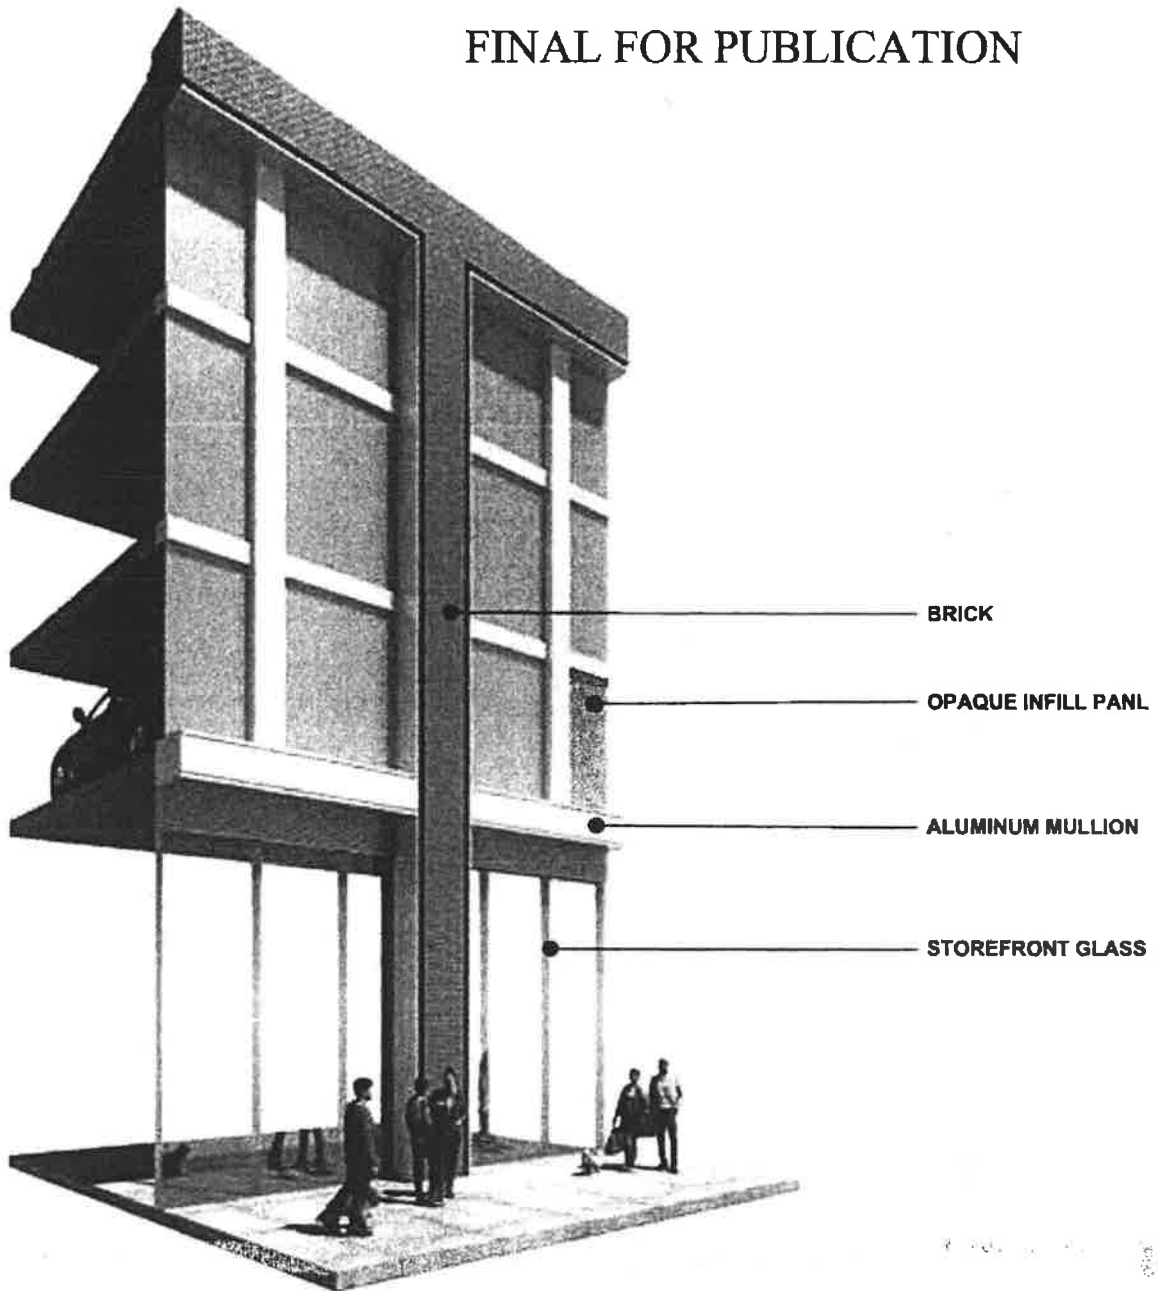 FINAL FOR PUBLICATION
BRICK
OPAQUE INFILL PANL
ALUMINUM MULLION
STOREFRONT GLASS